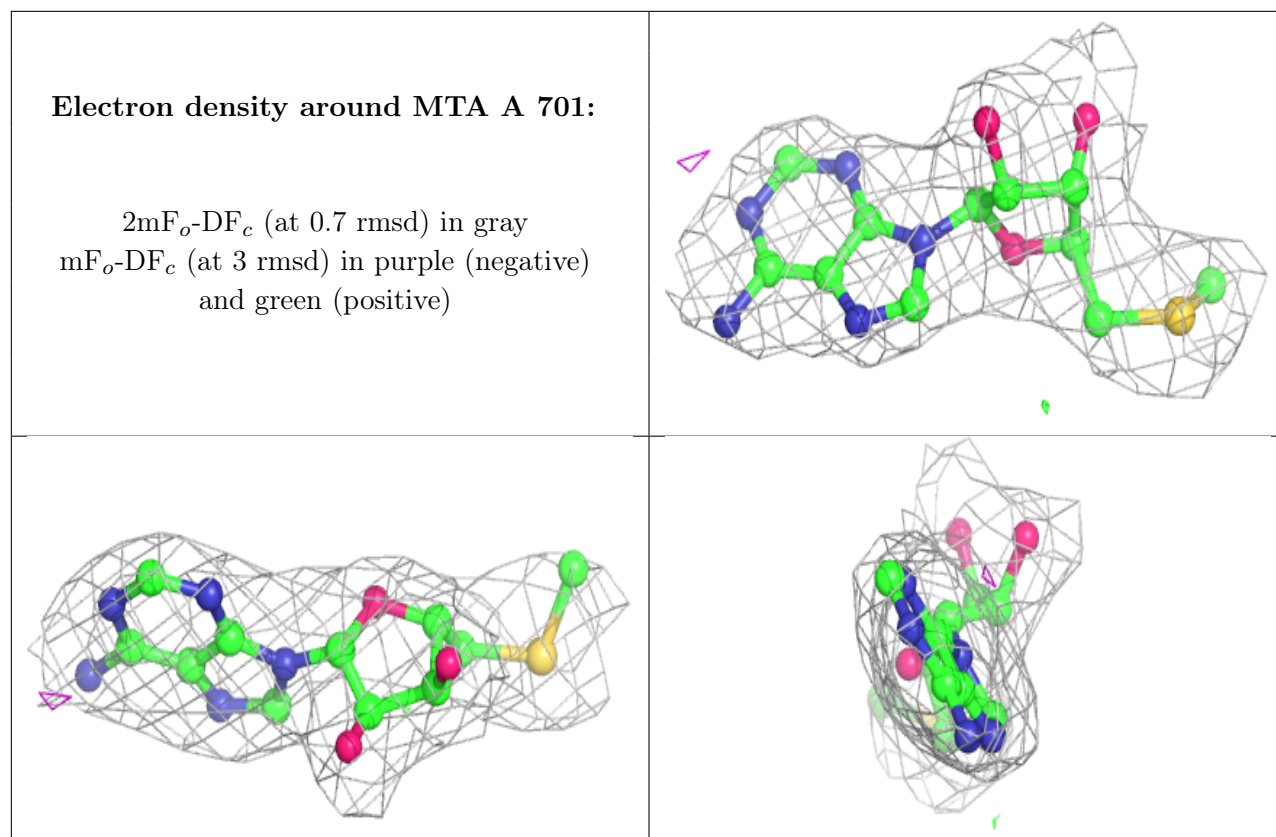 Electron density around MTA A 701:
2mFₒ-DF𝒸 (at 0.7 rmsd) in gray
mFₒ-DF𝒸 (at 3 rmsd) in purple (negative)
and green (positive)